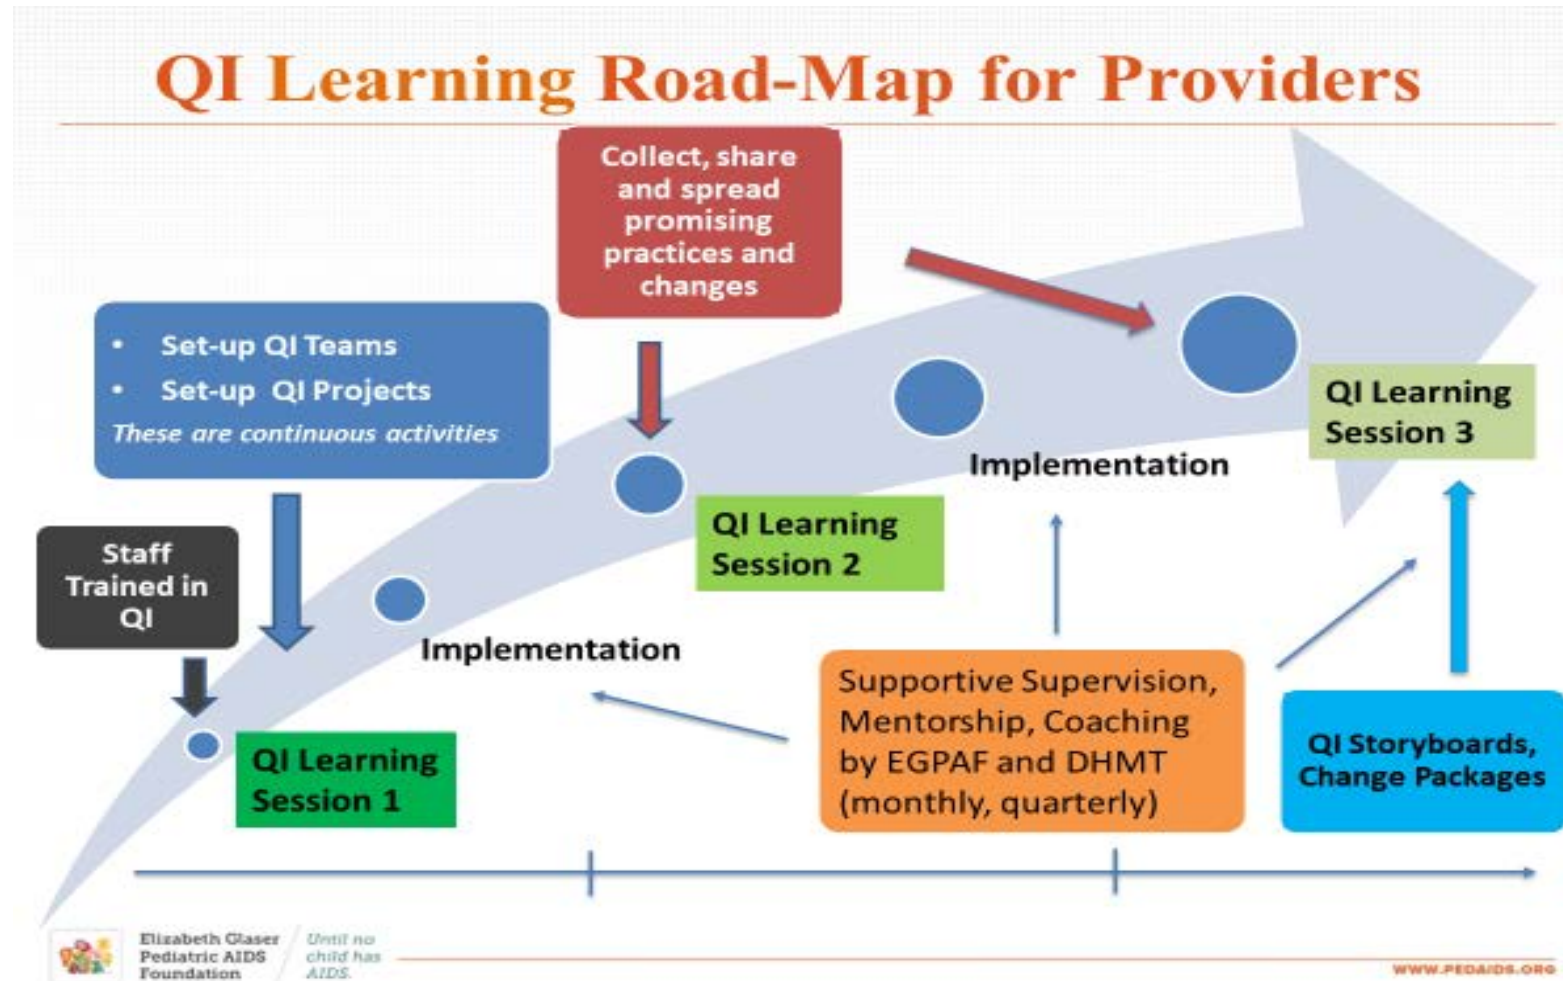 QI Learning Road-Map for Providers
Collect, share
and spread
promising
practices and
changes
• Set-up QI Teams
• Set-up QI Projects
These are continuous activities
Staff
Trained in
QI
QI Learning
Session 1
Implementation
QI Learning
Session 2
Implementation
QI Learning
Session 3
Supportive Supervision,
Mentorship, Coaching
by EGPAF and DHMT
(monthly, quarterly)
QI Storyboards,
Change Packages
Elizabeth Glaser
Pediatric AIDS
Foundation
Until no
child has
AIDS.
WWW.PEDAIDS.ORG